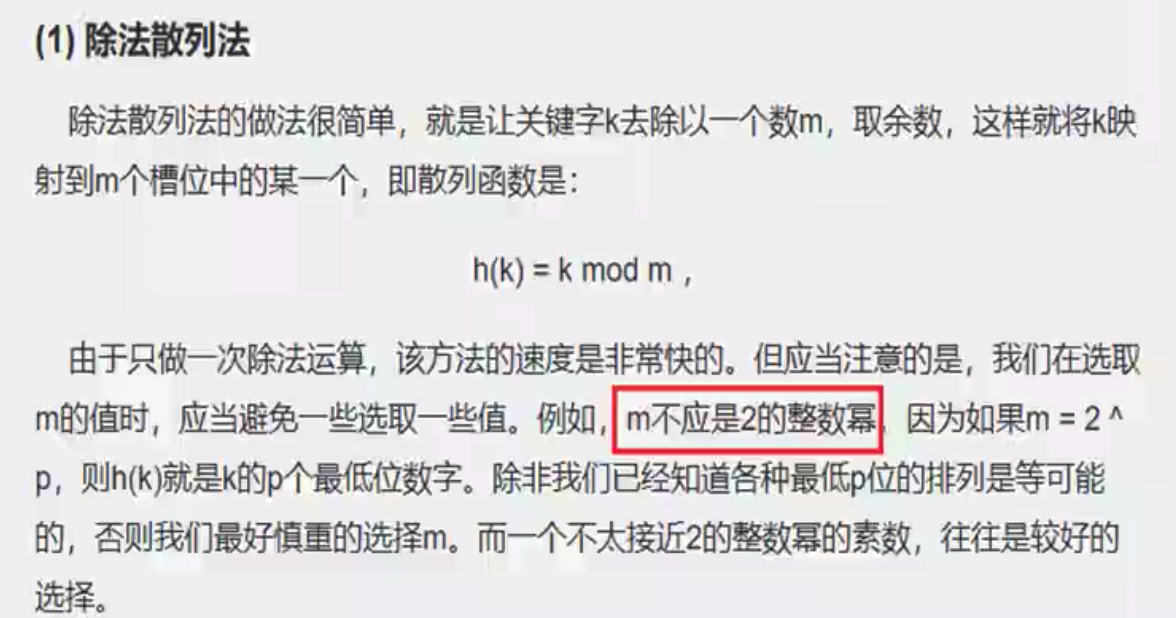 (1) 除法散列法
除法散列法的做法很简单，就是让关键字k去除以一个数m，取余数，这样就将k映
射到m个槽位中的某一个，即散列函数是：
h(k) = k mod m ，
由于只做一次除法运算，该方法的速度是非常快的。但应当注意的是，我们在选取
m的值时，应当避免一些选取一些值。例如，m不应是2的整数幂，因为如果m = 2 ^
p，则h(k)就是k的p个最低位数字。除非我们已经知道各种最低p位的排列是等可能
的，否则我们最好慎重的选择m。而一个不太接近2的整数幂的素数，往往是较好的
选择。